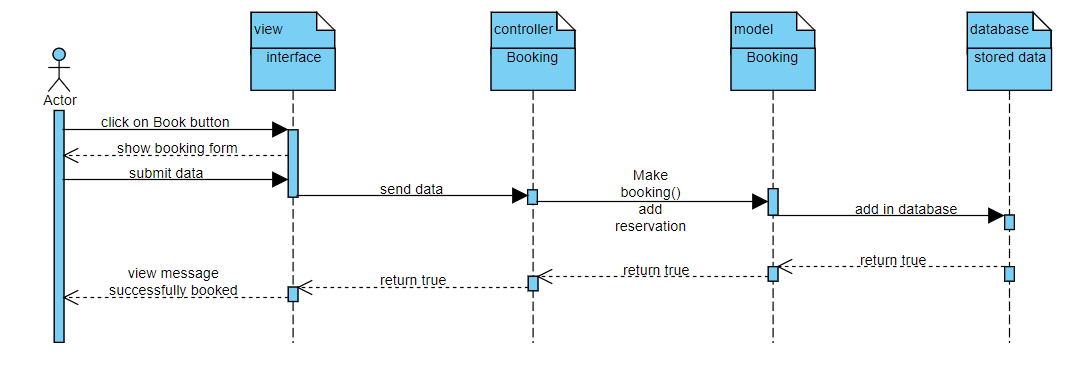 view
controller
model
database
interface
Booking
Booking
stored data
Actor
click on Book button
show booking form
submit data
send data
Make
booking()
add
reservation
add in database
return true
return true
return true
view message
successfully booked